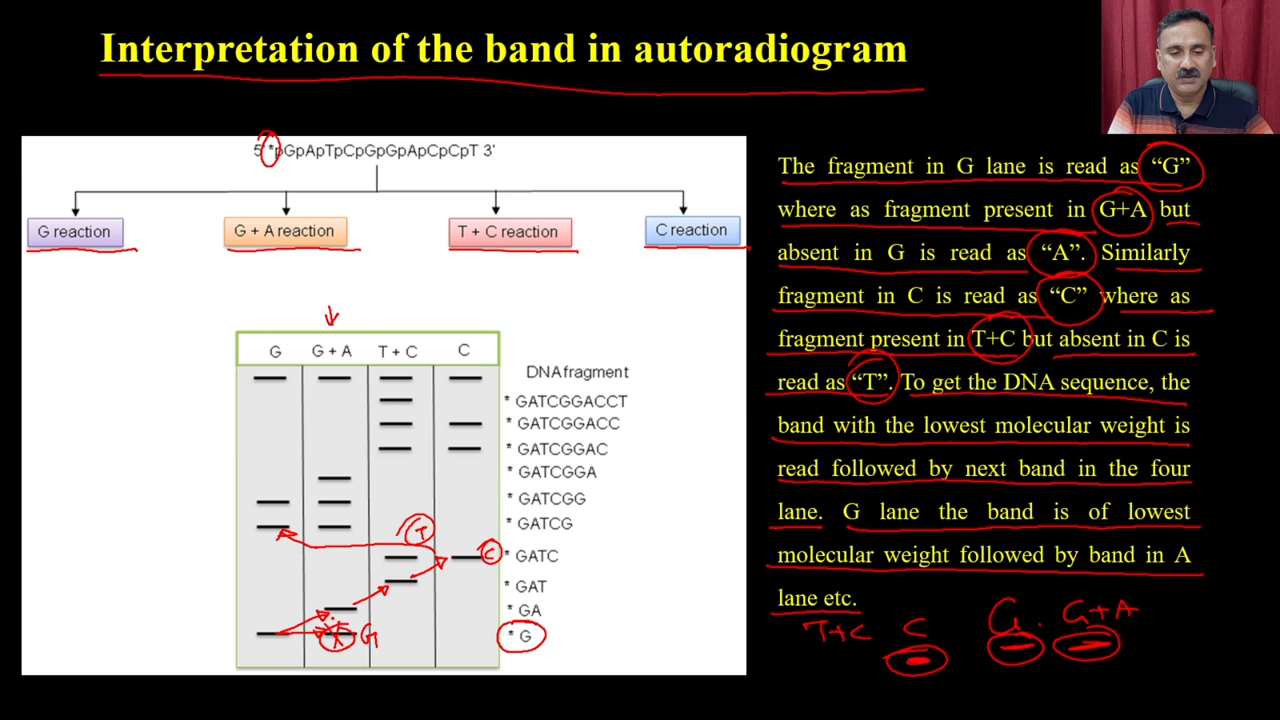 Interpretation of the band in autoradiogram
5' *pGpApTpCpGpGpApCpCpT 3'
G reaction
G + A reaction
T + C reaction
C reaction
G
G + A
T + C
C
DNA fragment
* GATCGGACCT
* GATCGGACC
* GATCGGAC
* GATCGGA
* GATCGG
* GATCG
T
C
* GATC
* GAT
* GA
G
* G
The fragment in G lane is read as “G”
where as fragment present in G+A but
absent in G is read as “A”. Similarly
fragment in C is read as “C” where as
fragment present in T+C but absent in C is
read as “T”. To get the DNA sequence, the
band with the lowest molecular weight is
read followed by next band in the four
lane. G lane the band is of lowest
molecular weight followed by band in A
lane etc.
T+C C G. G+A